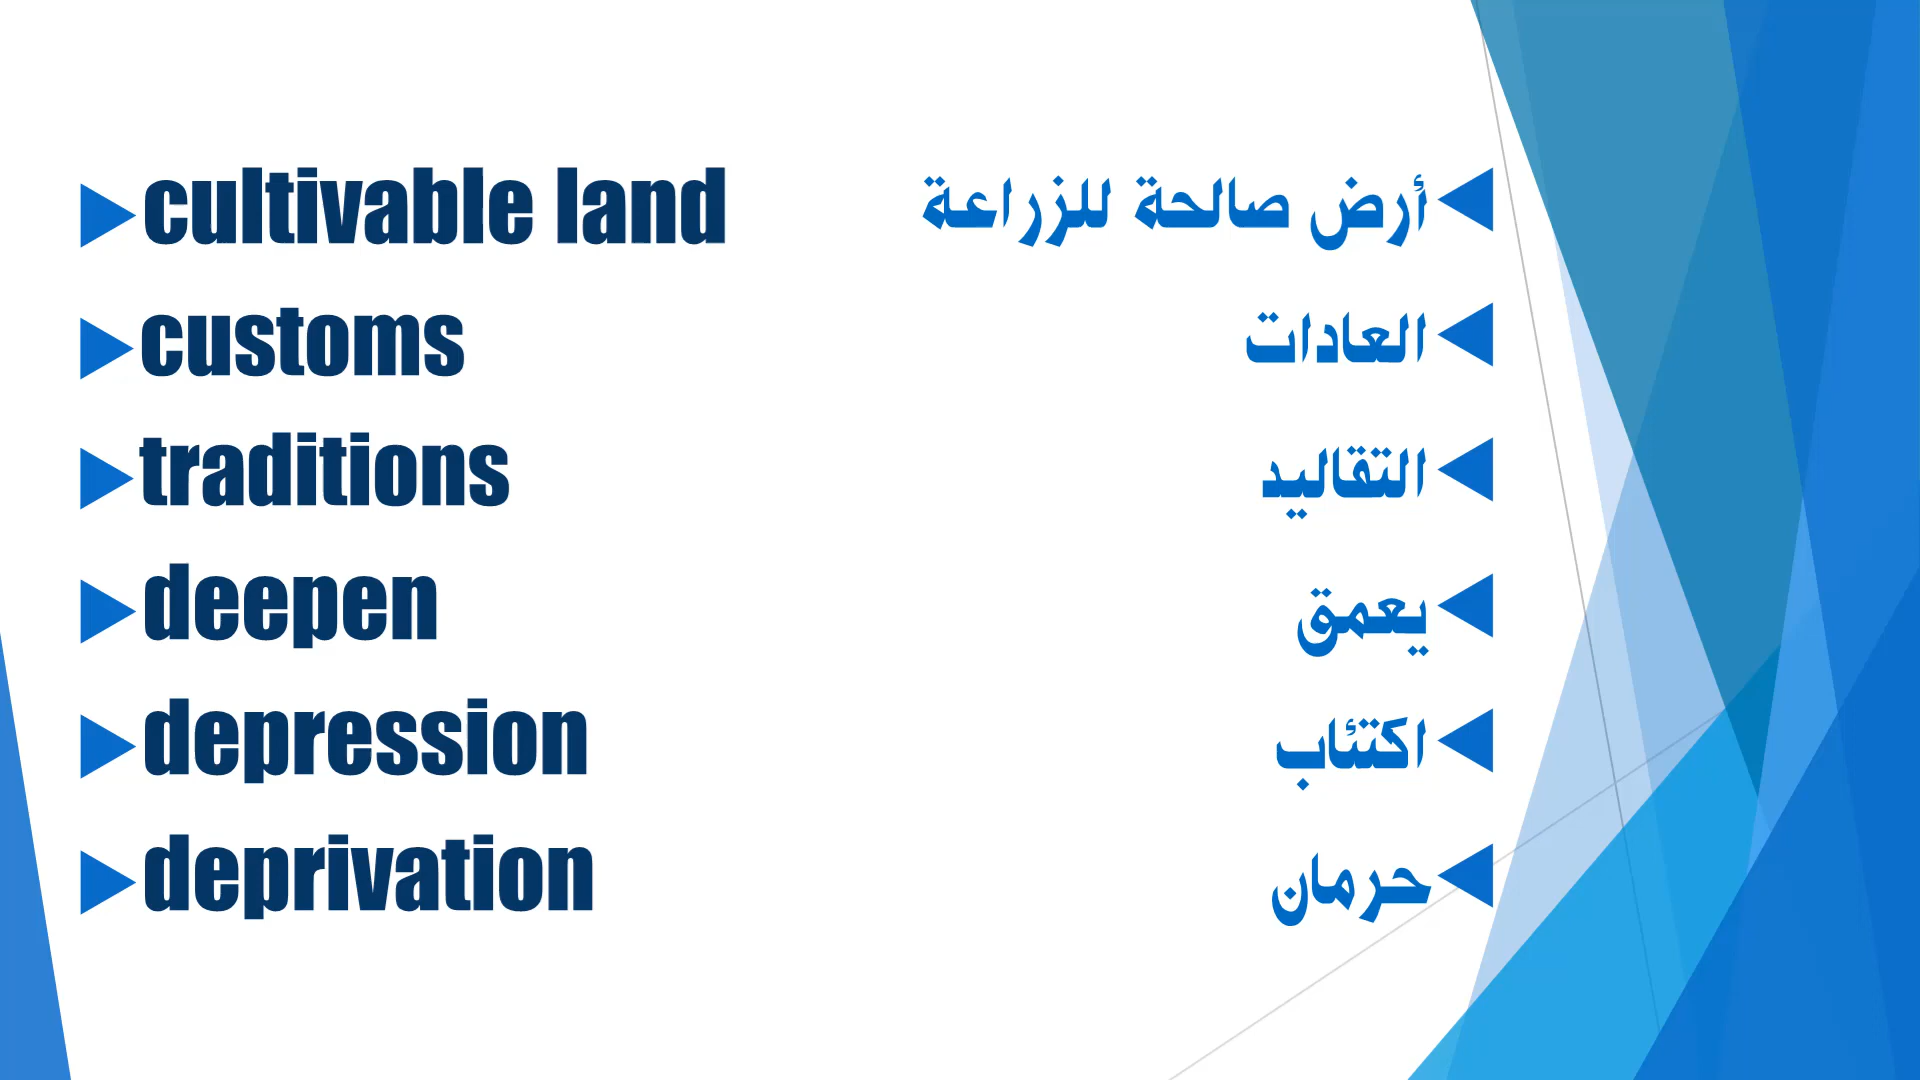 cultivable land
أرض صالحة للزراعة
customs
العادات
traditions
التقاليد
deepen
يعمق
depression
اكتئاب
deprivation
حرمان